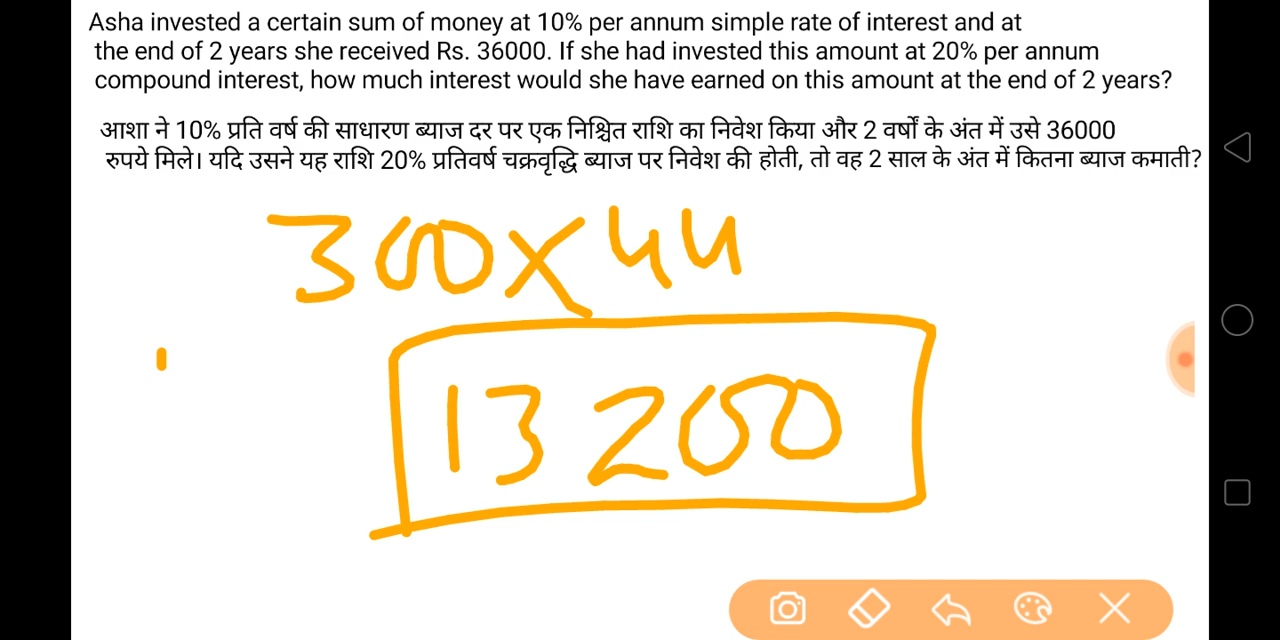 Asha invested a certain sum of money at 10% per annum simple rate of interest and at
the end of 2 years she received Rs. 36000. If she had invested this amount at 20% per annum
compound interest, how much interest would she have earned on this amount at the end of 2 years?
आशा ने 10% प्रति वर्ष की साधारण ब्याज दर पर एक निश्चित राशि का निवेश किया और 2 वर्षों के अंत में उसे 36000
रुपये मिले। यदि उसने यह राशि 20% प्रतिवर्ष चक्रवृद्धि ब्याज पर निवेश की होती, तो वह 2 साल के अंत में कितना ब्याज कमाती?
300×44
13200